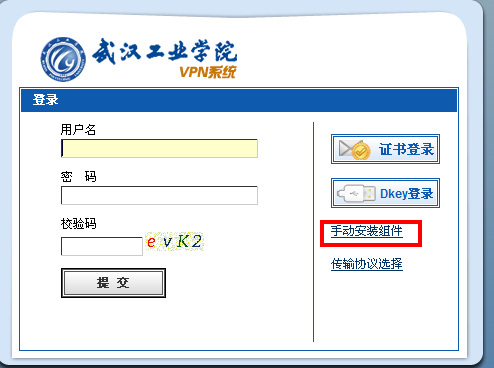 武汉工业学院
VPN系统
登录
用户名
密 码
校验码
evK2
提 交
证书登录
Dkey登录
手动安装组件
传输协议选择